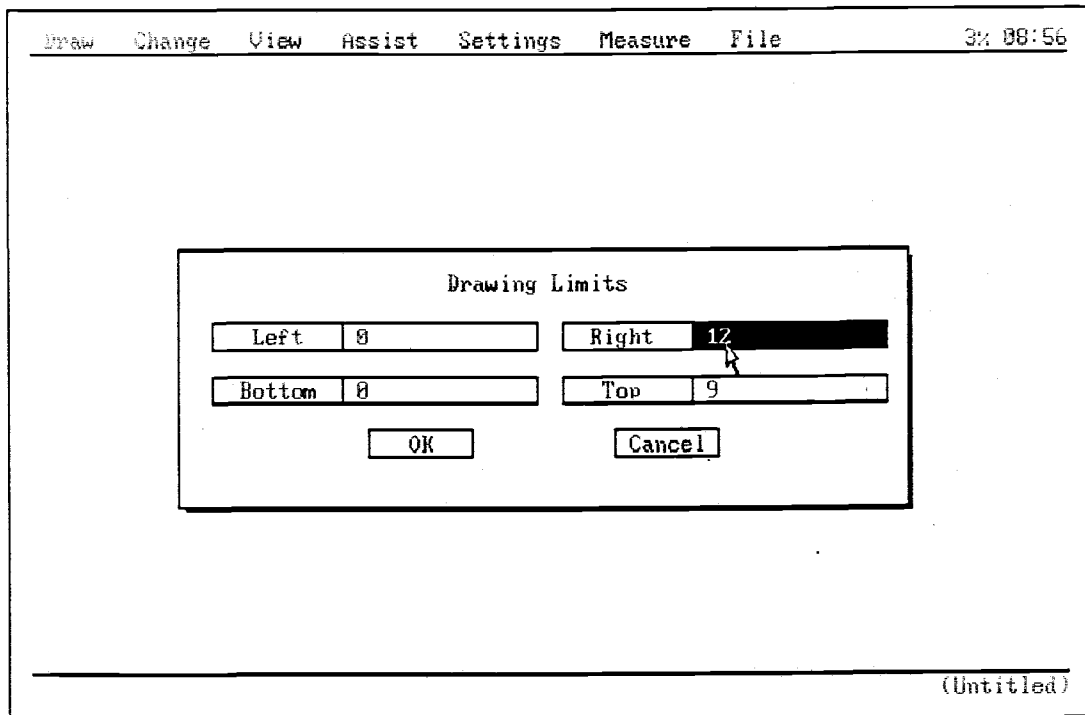 Draw Change View Assist Settings Measure File 3% 08:56
Drawing Limits
Left 0 Right 12
Bottom 0 Top 9
OK Cancel
(Untitled)